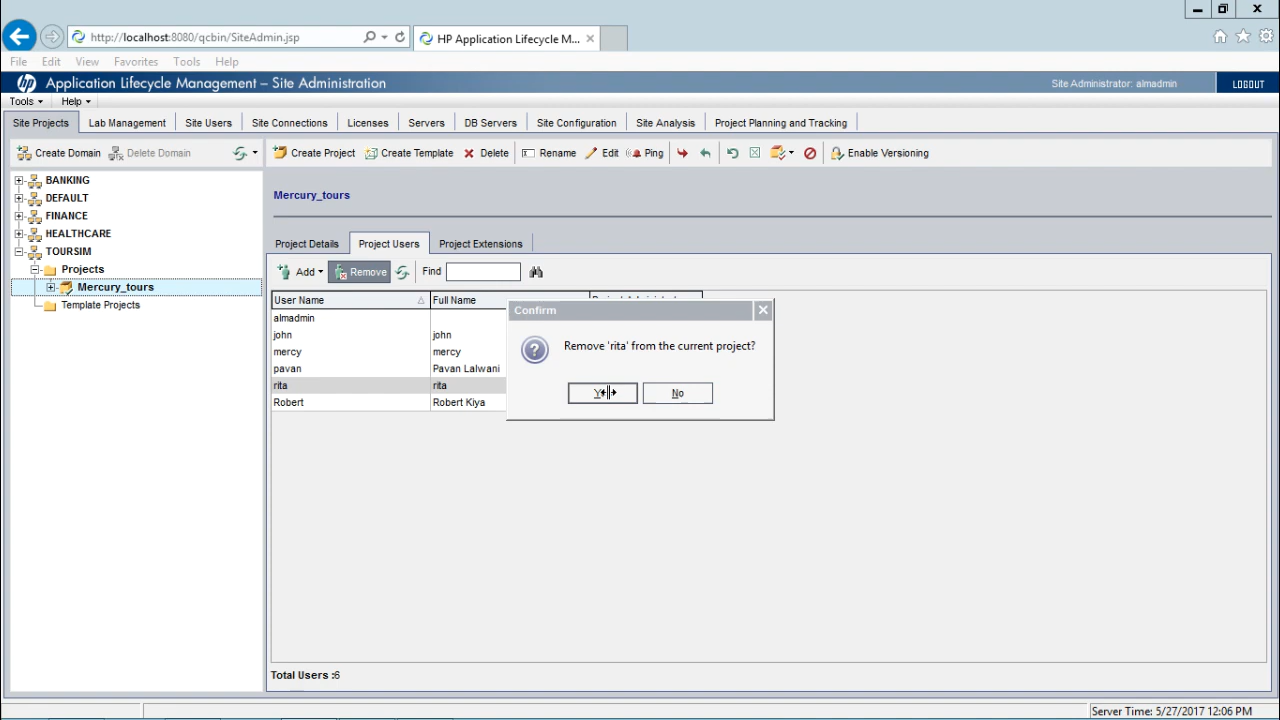 http://localhost:8080/qcbin/SiteAdmin.jsp
HP Application Lifecycle M...
File Edit View Favorites Tools Help
hp Application Lifecycle Management – Site Administration
Site Administrator: almadmin
LOGOUT
Tools Help
Site Projects Lab Management Site Users Site Connections Licenses Servers DB Servers Site Configuration Site Analysis Project Planning and Tracking
Create Domain Delete Domain
Create Project Create Template Delete Rename Edit Ping Enable Versioning
BANKING
DEFAULT
FINANCE
HEALTHCARE
TOURSIM
Projects
Mercury_tours
Template Projects
Mercury_tours
Project Details Project Users Project Extensions
Add Remove Find
User Name Full Name
almadmin
john john
mercy mercy
pavan Pavan Lalwani
rita rita
Robert Robert Kiya
Confirm
Remove 'rita' from the current project?
No
Total Users :6
Server Time: 5/27/2017 12:06 PM